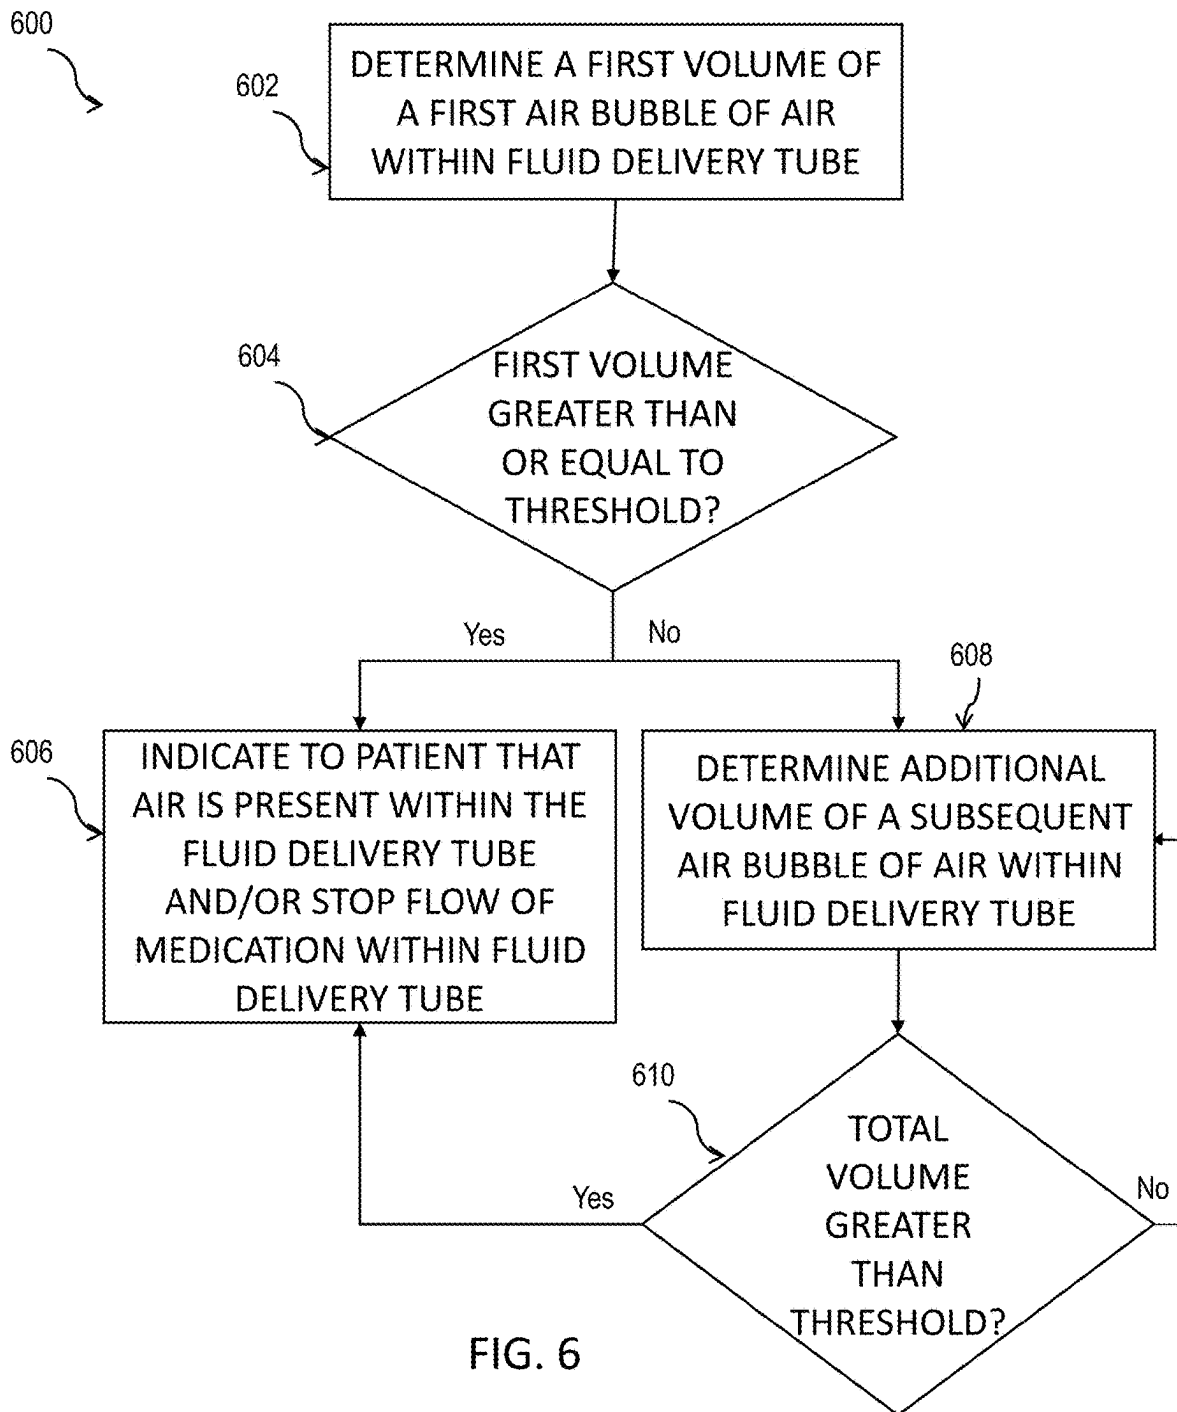 600
602
DETERMINE A FIRST VOLUME OF
A FIRST AIR BUBBLE OF AIR
WITHIN FLUID DELIVERY TUBE
604
FIRST VOLUME
GREATER THAN
OR EQUAL TO
THRESHOLD?
Yes
No
606
INDICATE TO PATIENT THAT
AIR IS PRESENT WITHIN THE
FLUID DELIVERY TUBE
AND/OR STOP FLOW OF
MEDICATION WITHIN FLUID
DELIVERY TUBE
608
DETERMINE ADDITIONAL
VOLUME OF A SUBSEQUENT
AIR BUBBLE OF AIR WITHIN
FLUID DELIVERY TUBE
610
TOTAL
VOLUME
GREATER
THAN
THRESHOLD?
Yes
No
FIG. 6